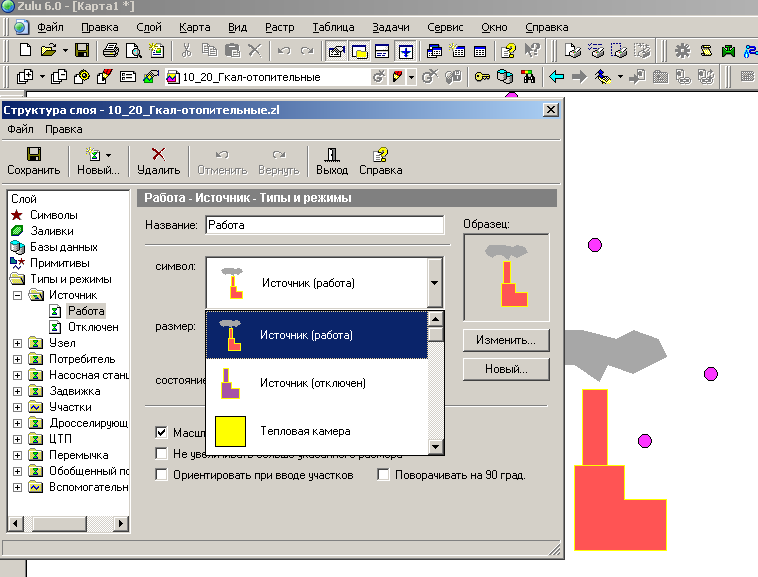 Zulu 6.0 - [Карта1 *]
Файл Правка Слой Карта Вид Растр Таблица Задачи Сервис Окно Справка
10_20_Гкал-отопительные
Структура слоя - 10_20_Гкал-отопительные.zl
Файл Правка
Сохранить Новый... Удалить Отменить Вернуть Выход Справка
Слой
Символы
Заливки
Базы данных
Примитивы
Типы и режимы
Источник
Работа
Отключен
Узел
Потребитель
Насосная стан
Задвижка
Участки
Дросселирующ
ЦТП
Перемычка
Обобщенный по
Вспомогательн
Работа - Источник - Типы и режимы
Название: Работа
Образец:
символ: Источник (работа)
размер: Источник (работа)
Изменить...
Новый...
состояние Источник (отключен)
Тепловая камера
Масш
Не увеличивать больше указанного размера
Ориентировать при вводе участков Поворачивать на 90 град.